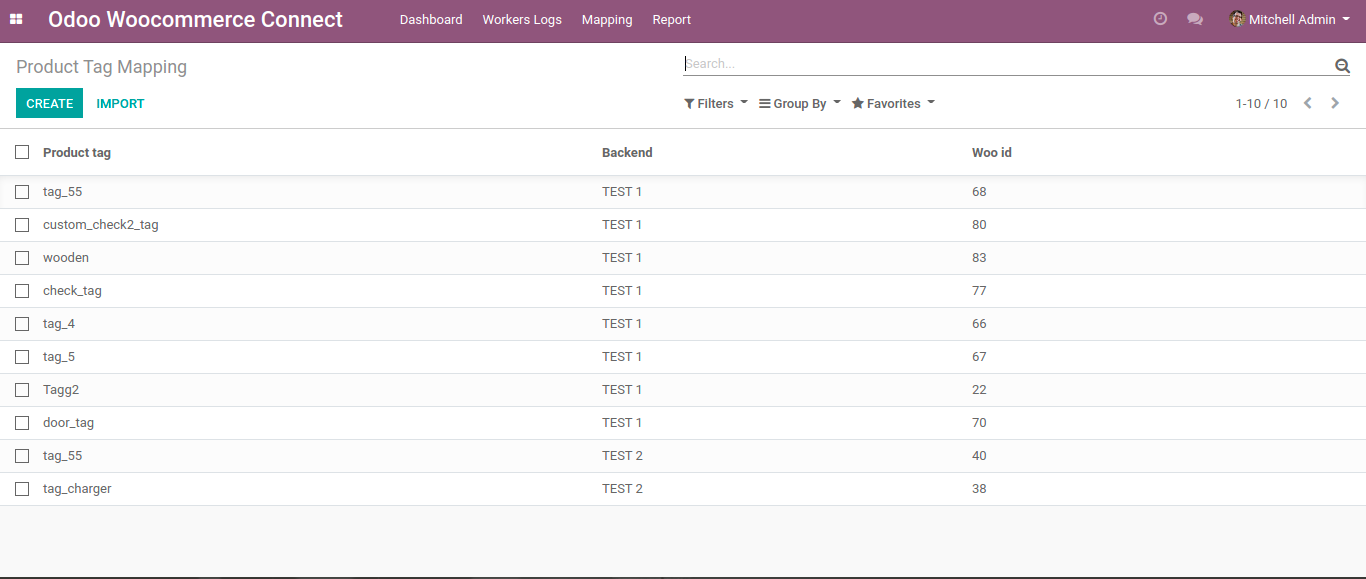 Odoo Woocommerce Connect Dashboard Workers Logs Mapping Report Mitchell Admin
Product Tag Mapping Search...
CREATE IMPORT Filters Group By Favorites 1-10 / 10
Product tag Backend Woo id
tag_55 TEST 1 68
custom_check2_tag TEST 1 80
wooden TEST 1 83
check_tag TEST 1 77
tag_4 TEST 1 66
tag_5 TEST 1 67
Tagg2 TEST 1 22
door_tag TEST 1 70
tag_55 TEST 2 40
tag_charger TEST 2 38